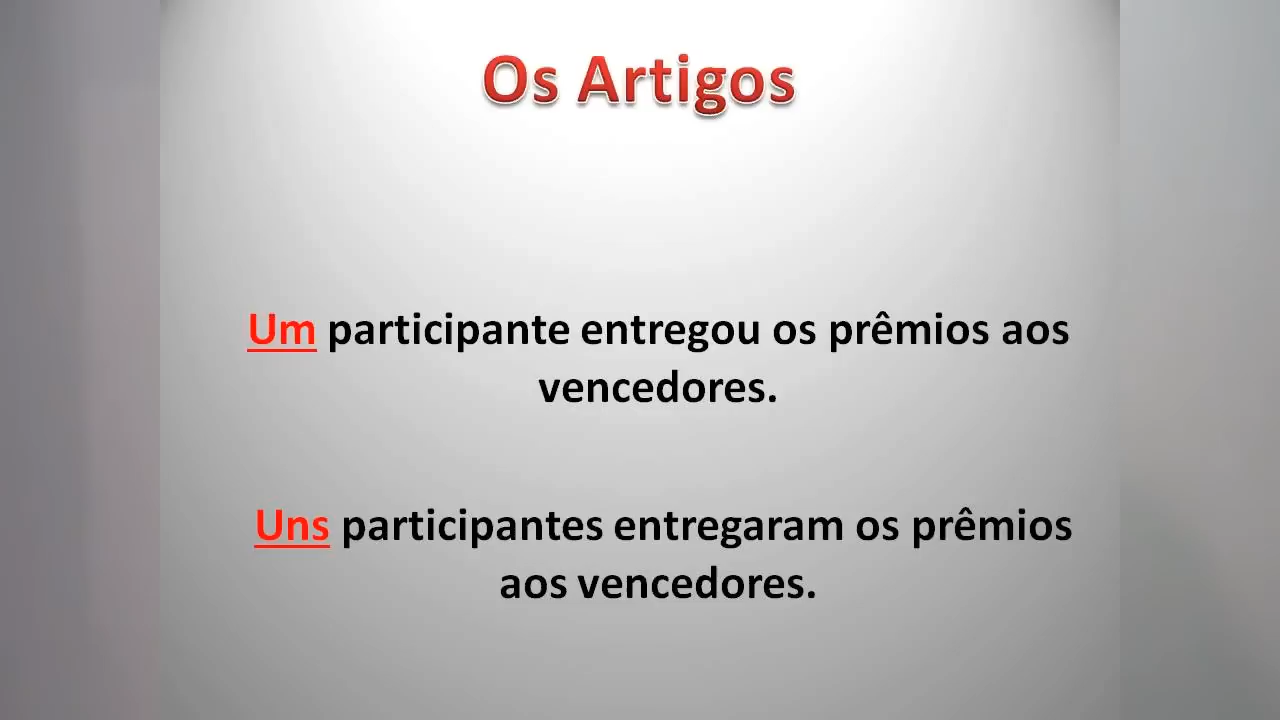 Os Artigos
Um participante entregou os prêmios aos
vencedores.
Uns participantes entregaram os prêmios
aos vencedores.